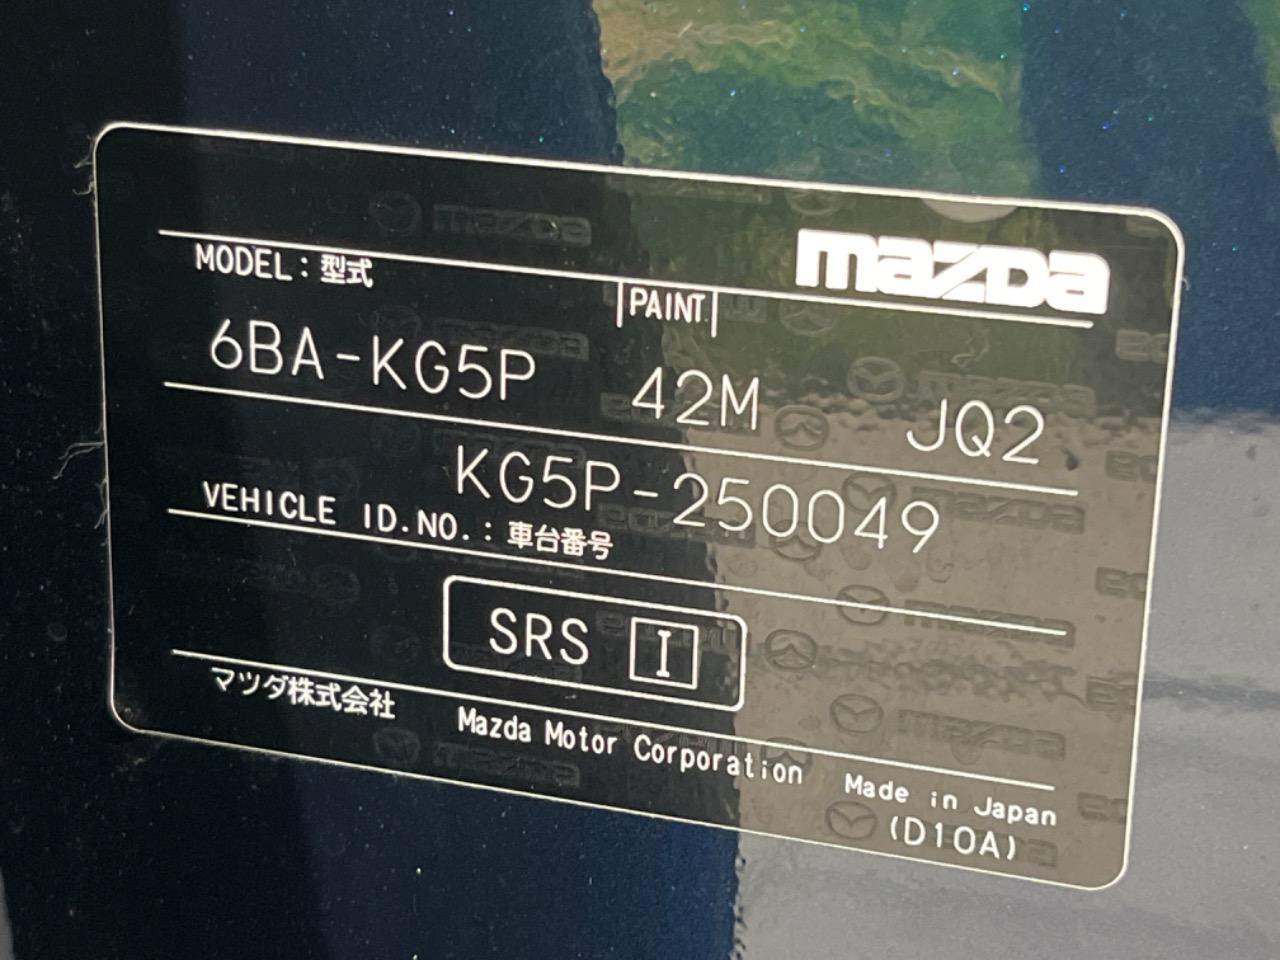 mazda
MODEL：型式
PAINT
6BA-KG5P 42M JQ2
KG5P-250049
VEHICLE ID.NO.：車台番号
SRS I
マツダ株式会社 Mazda Motor Corporation Made in Japan
(D10A)